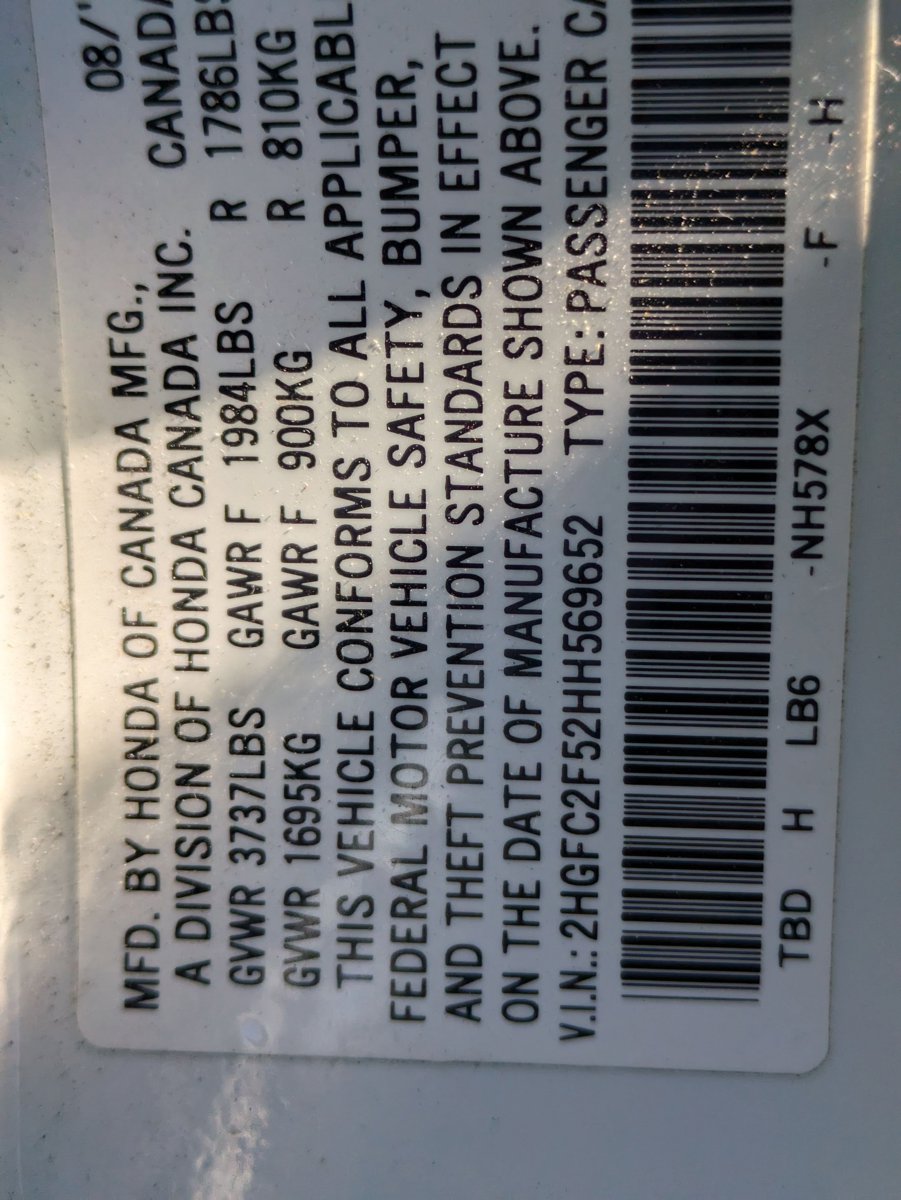 MFD. BY HONDA OF CANADA MFG., 08/
A DIVISION OF HONDA CANADA INC. CANADA
GVWR 3737LBS GAWR F 1984LBS R 1786LBS
GVWR 1695KG GAWR F 900KG R 810KG
THIS VEHICLE CONFORMS TO ALL APPLICABL
FEDERAL MOTOR VEHICLE SAFETY, BUMPER,
AND THEFT PREVENTION STANDARDS IN EFFECT
ON THE DATE OF MANUFACTURE SHOWN ABOVE.
V.I.N.: 2HGFC2F52HH569652 TYPE: PASSENGER CA
TBD H LB6 -NH578X -F -H